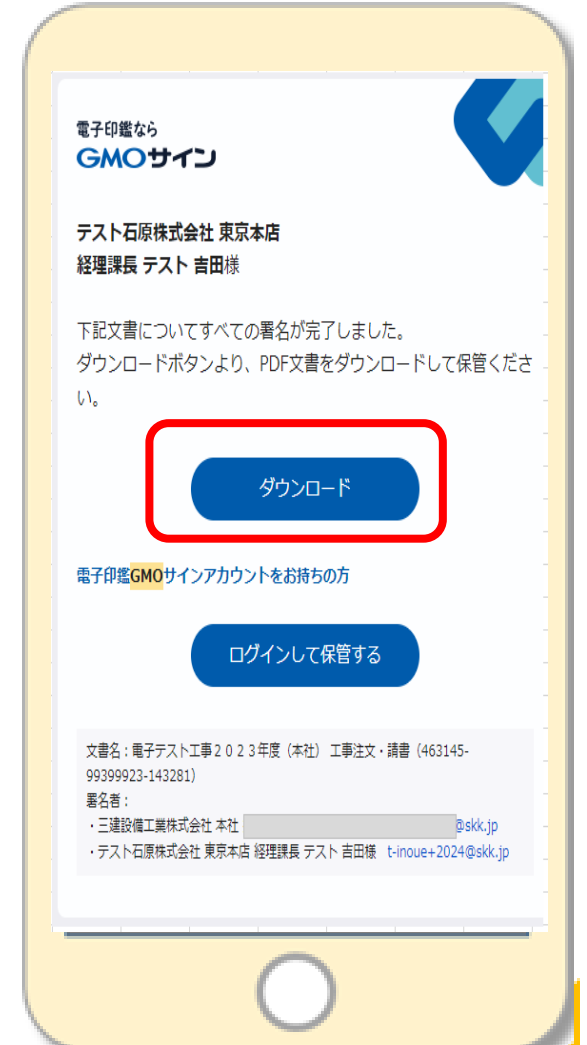 電子印鑑なら
GMOサイン
テスト石原株式会社 東京本店
経理課長 テスト 吉田様
下記文書についてすべての署名が完了しました。
ダウンロードボタンより、PDF文書をダウンロードして保管くださ
い。
ダウンロード
電子印鑑GMOサインアカウントをお持ちの方
ログインして保管する
文書名：電子テスト工事２０２３年度（本社） 工事注文・請書（463145-
99399923-143281）
署名者：
・三建設備工業株式会社 本社 @skk.jp
・テスト石原株式会社 東京本店 経理課長 テスト 吉田様 t-inoue+2024@skk.jp